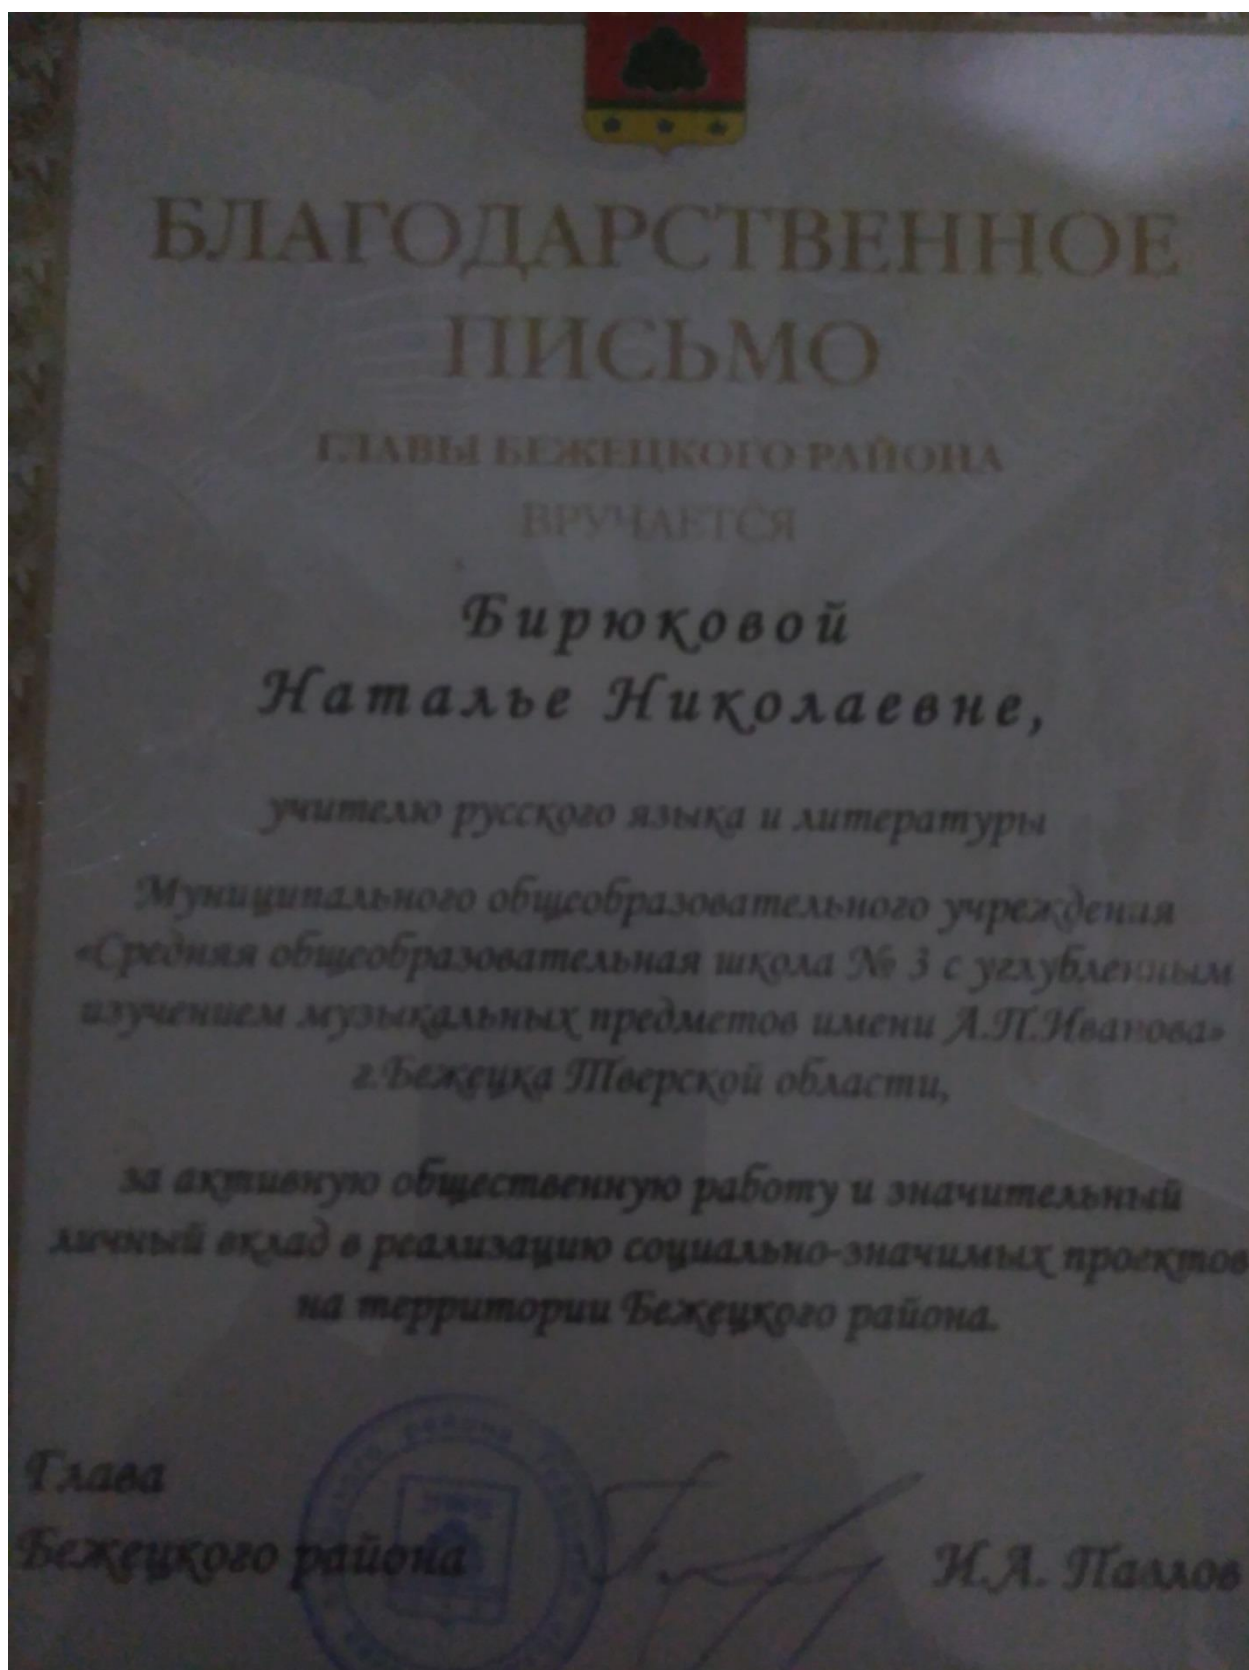 БЛАГОДАРСТВЕННОЕ
ПИСЬМО
ГЛАВЫ БЕЖЕЦКОГО РАЙОНА
ВРУЧАЕТСЯ
Бирюковой
Наталье Николаевне,
учителю русского языка и литературы
Муниципального общеобразовательного учреждения
«Средняя общеобразовательная школа № 3 с углубленным
изучением музыкальных предметов имени А.П.Иванова»
г.Бежецка Тверской области,
за активную общественную работу и значительный
личный вклад в реализацию социально-значимых проектов
на территории Бежецкого района.
Глава
Бежецкого района
И.А.
района